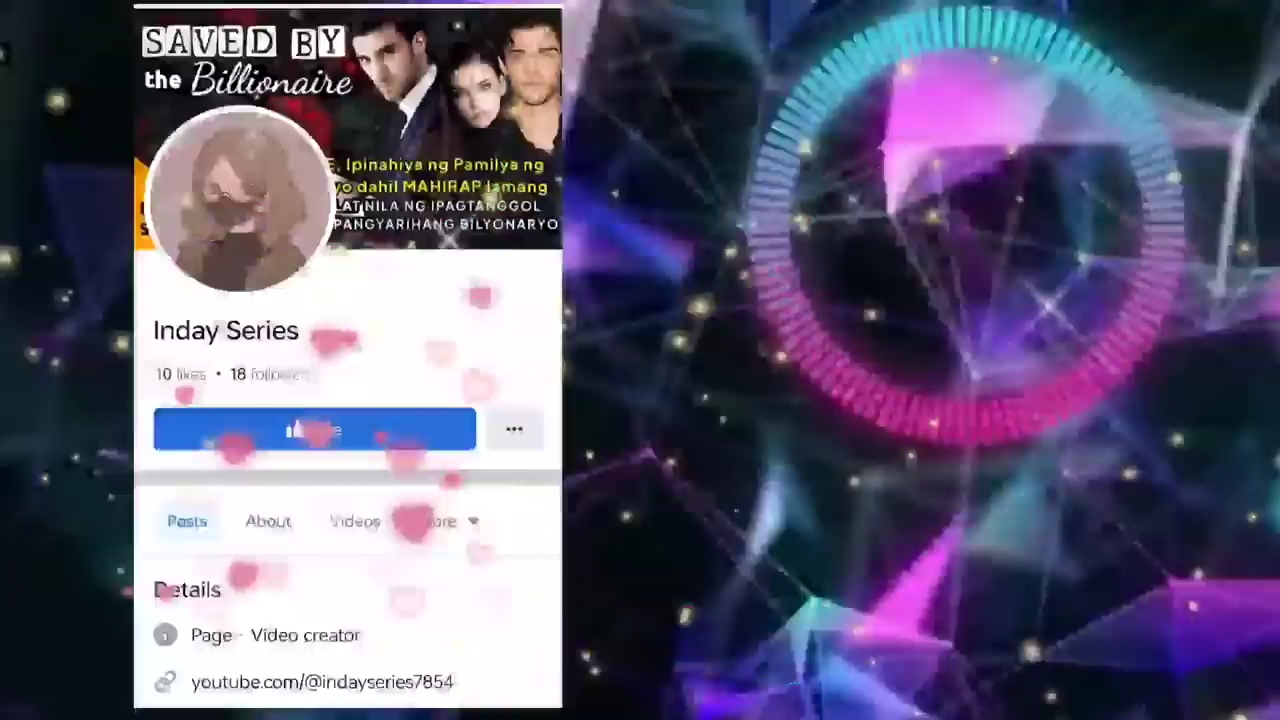 SAVED BY
the Billionaire
Ipinahiya ng Pamilya ng
dahil MAHIRAP lamang
NILA NG IPAGTANGGOL
PANGYARIHANG BILYONARYO
Inday Series
10 likes • 18
...
Posts About Videos
Details
Page · Video creator
youtube.com/@indayseries7854